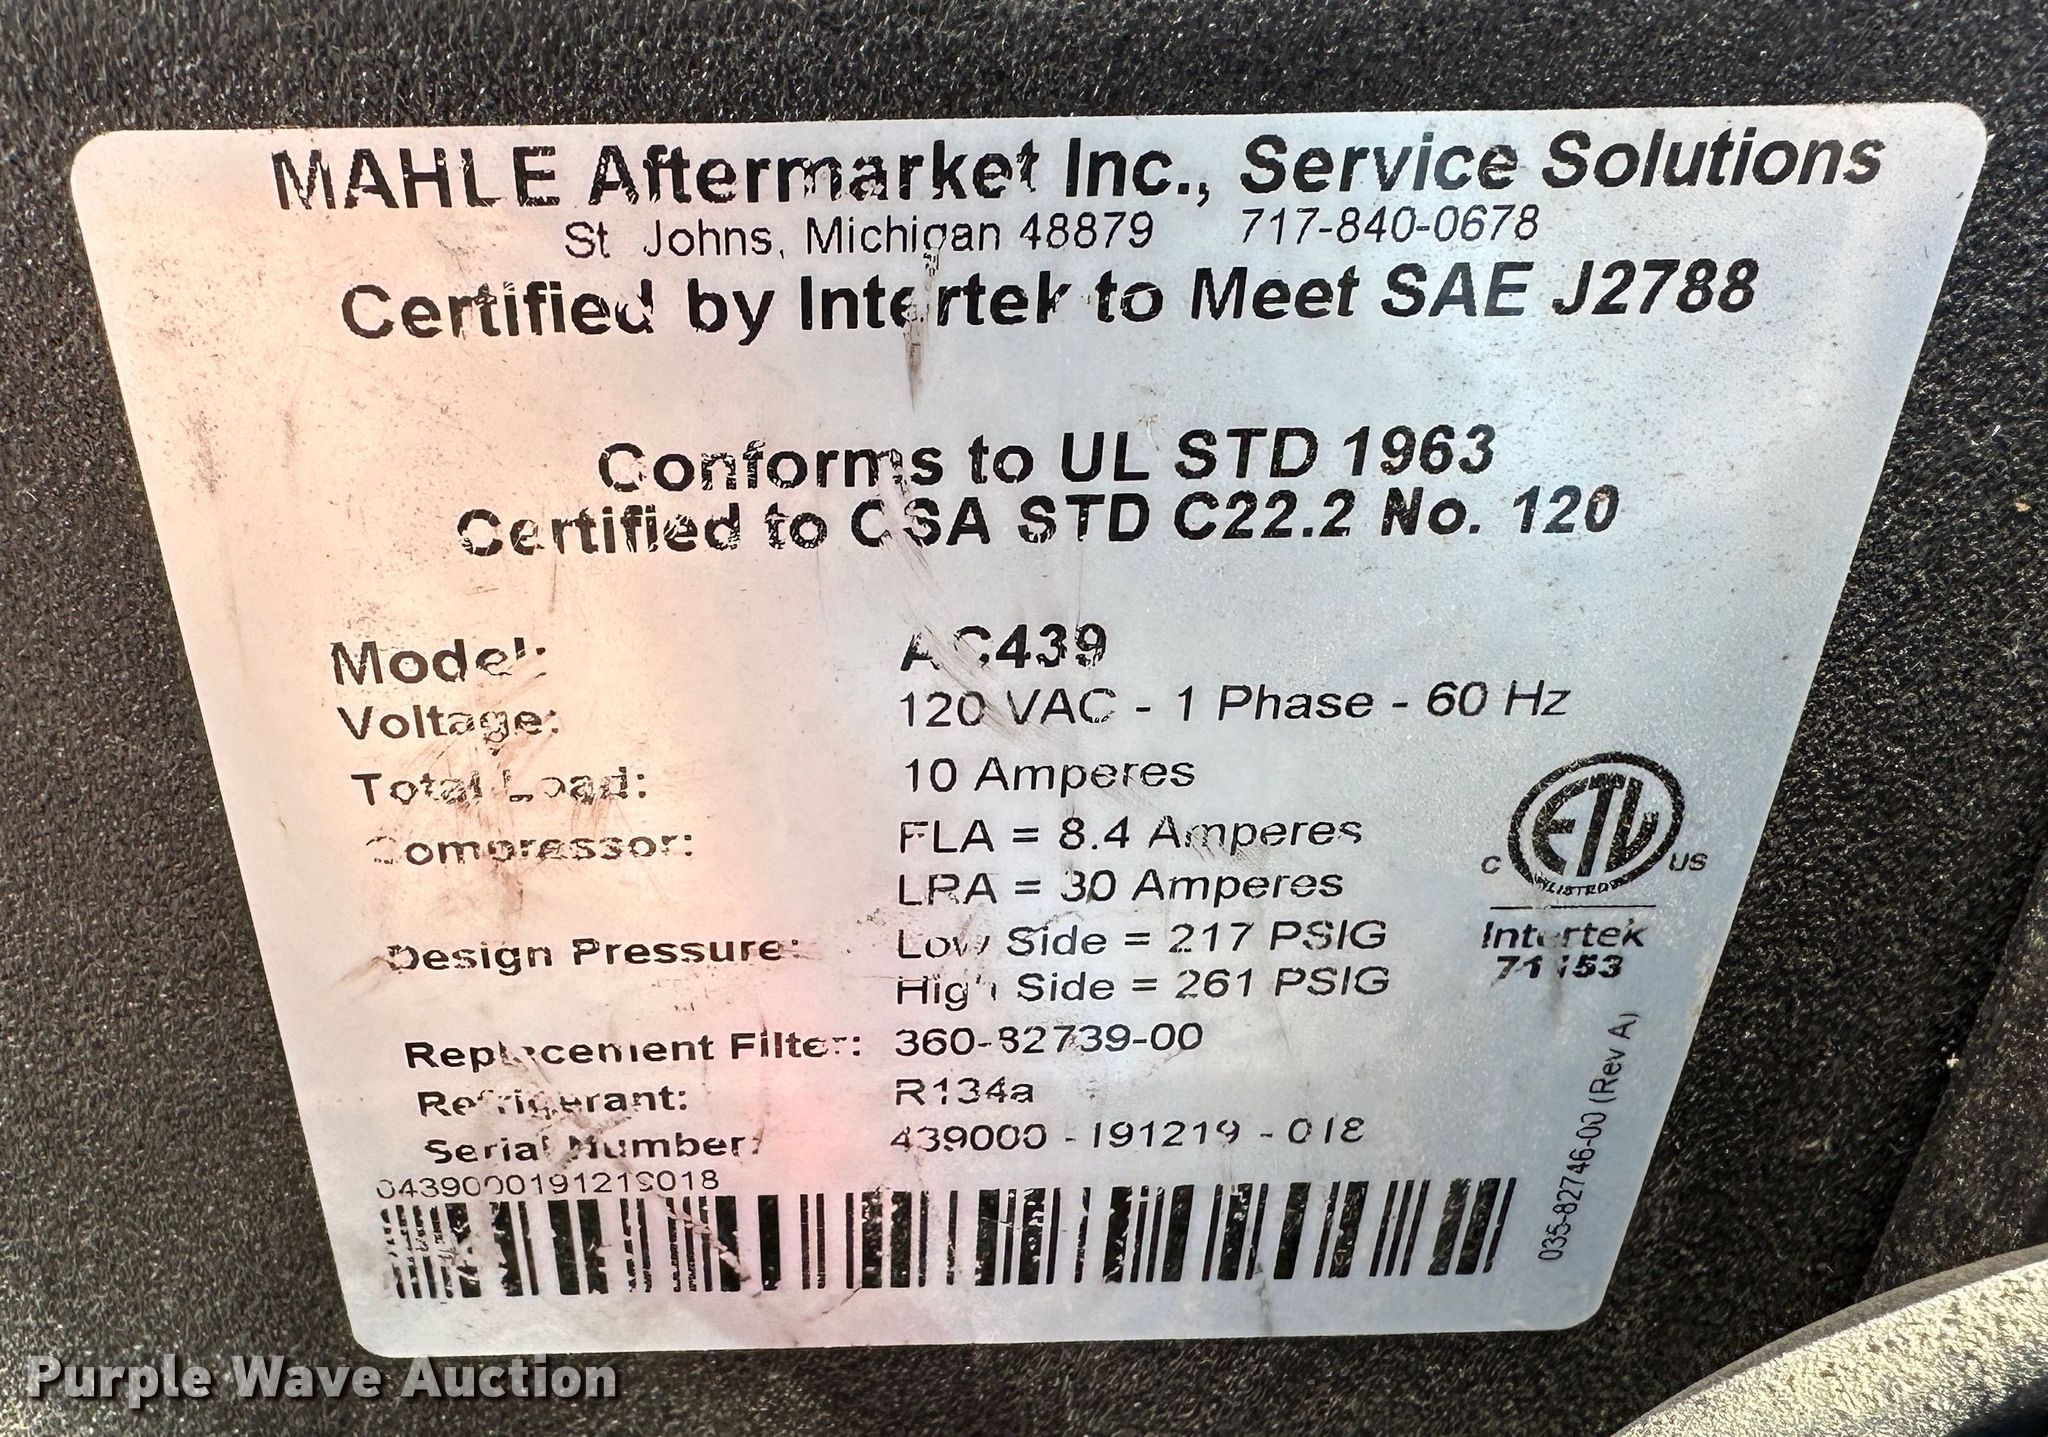 MAHLE Aftermarket Inc., Service Solutions
St Johns, Michigan 48879 717-840-0678
Certified by Intertek to Meet SAE J2788
Conforms to UL STD 1963
Certified to CSA STD C22.2 No. 120
Model: AC439
Voltage: 120 VAC - 1 Phase - 60 Hz
Total Load: 10 Amperes
Compressor: FLA = 8.4 Amperes
LRA = 30 Amperes
Design Pressure: Low Side = 217 PSIG
High Side = 261 PSIG
Replacement Filter: 360-82739-00
Refrigerant: R134a
Serial Number: 439000 - 191219 - 018
0439000191219018
C ETL US
LISTED
Intertek
035-82746-00 (Rev A)
Purple Wave Auction